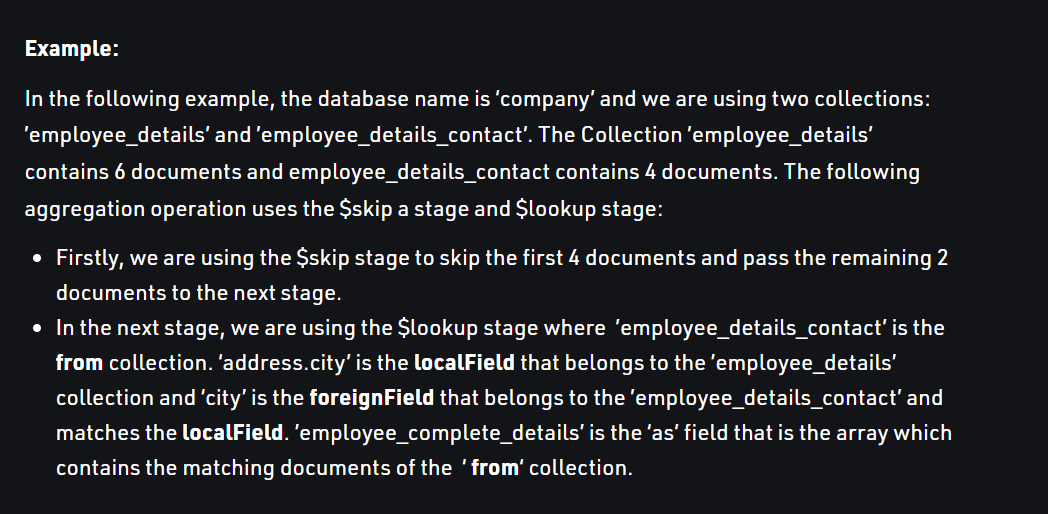 Example:
In the following example, the database name is ‘company’ and we are using two collections:
’employee_details’ and ’employee_details_contact’. The Collection ’employee_details’
contains 6 documents and employee_details_contact contains 4 documents. The following
aggregation operation uses the $skip a stage and $lookup stage:
• Firstly, we are using the $skip stage to skip the first 4 documents and pass the remaining 2
documents to the next stage.
• In the next stage, we are using the $lookup stage where ’employee_details_contact’ is the
from collection. ‘address.city’ is the localField that belongs to the ’employee_details’
collection and ‘city’ is the foreignField that belongs to the ’employee_details_contact’ and
matches the localField. ’employee_complete_details’ is the ‘as’ field that is the array which
contains the matching documents of the ‘ from‘ collection.